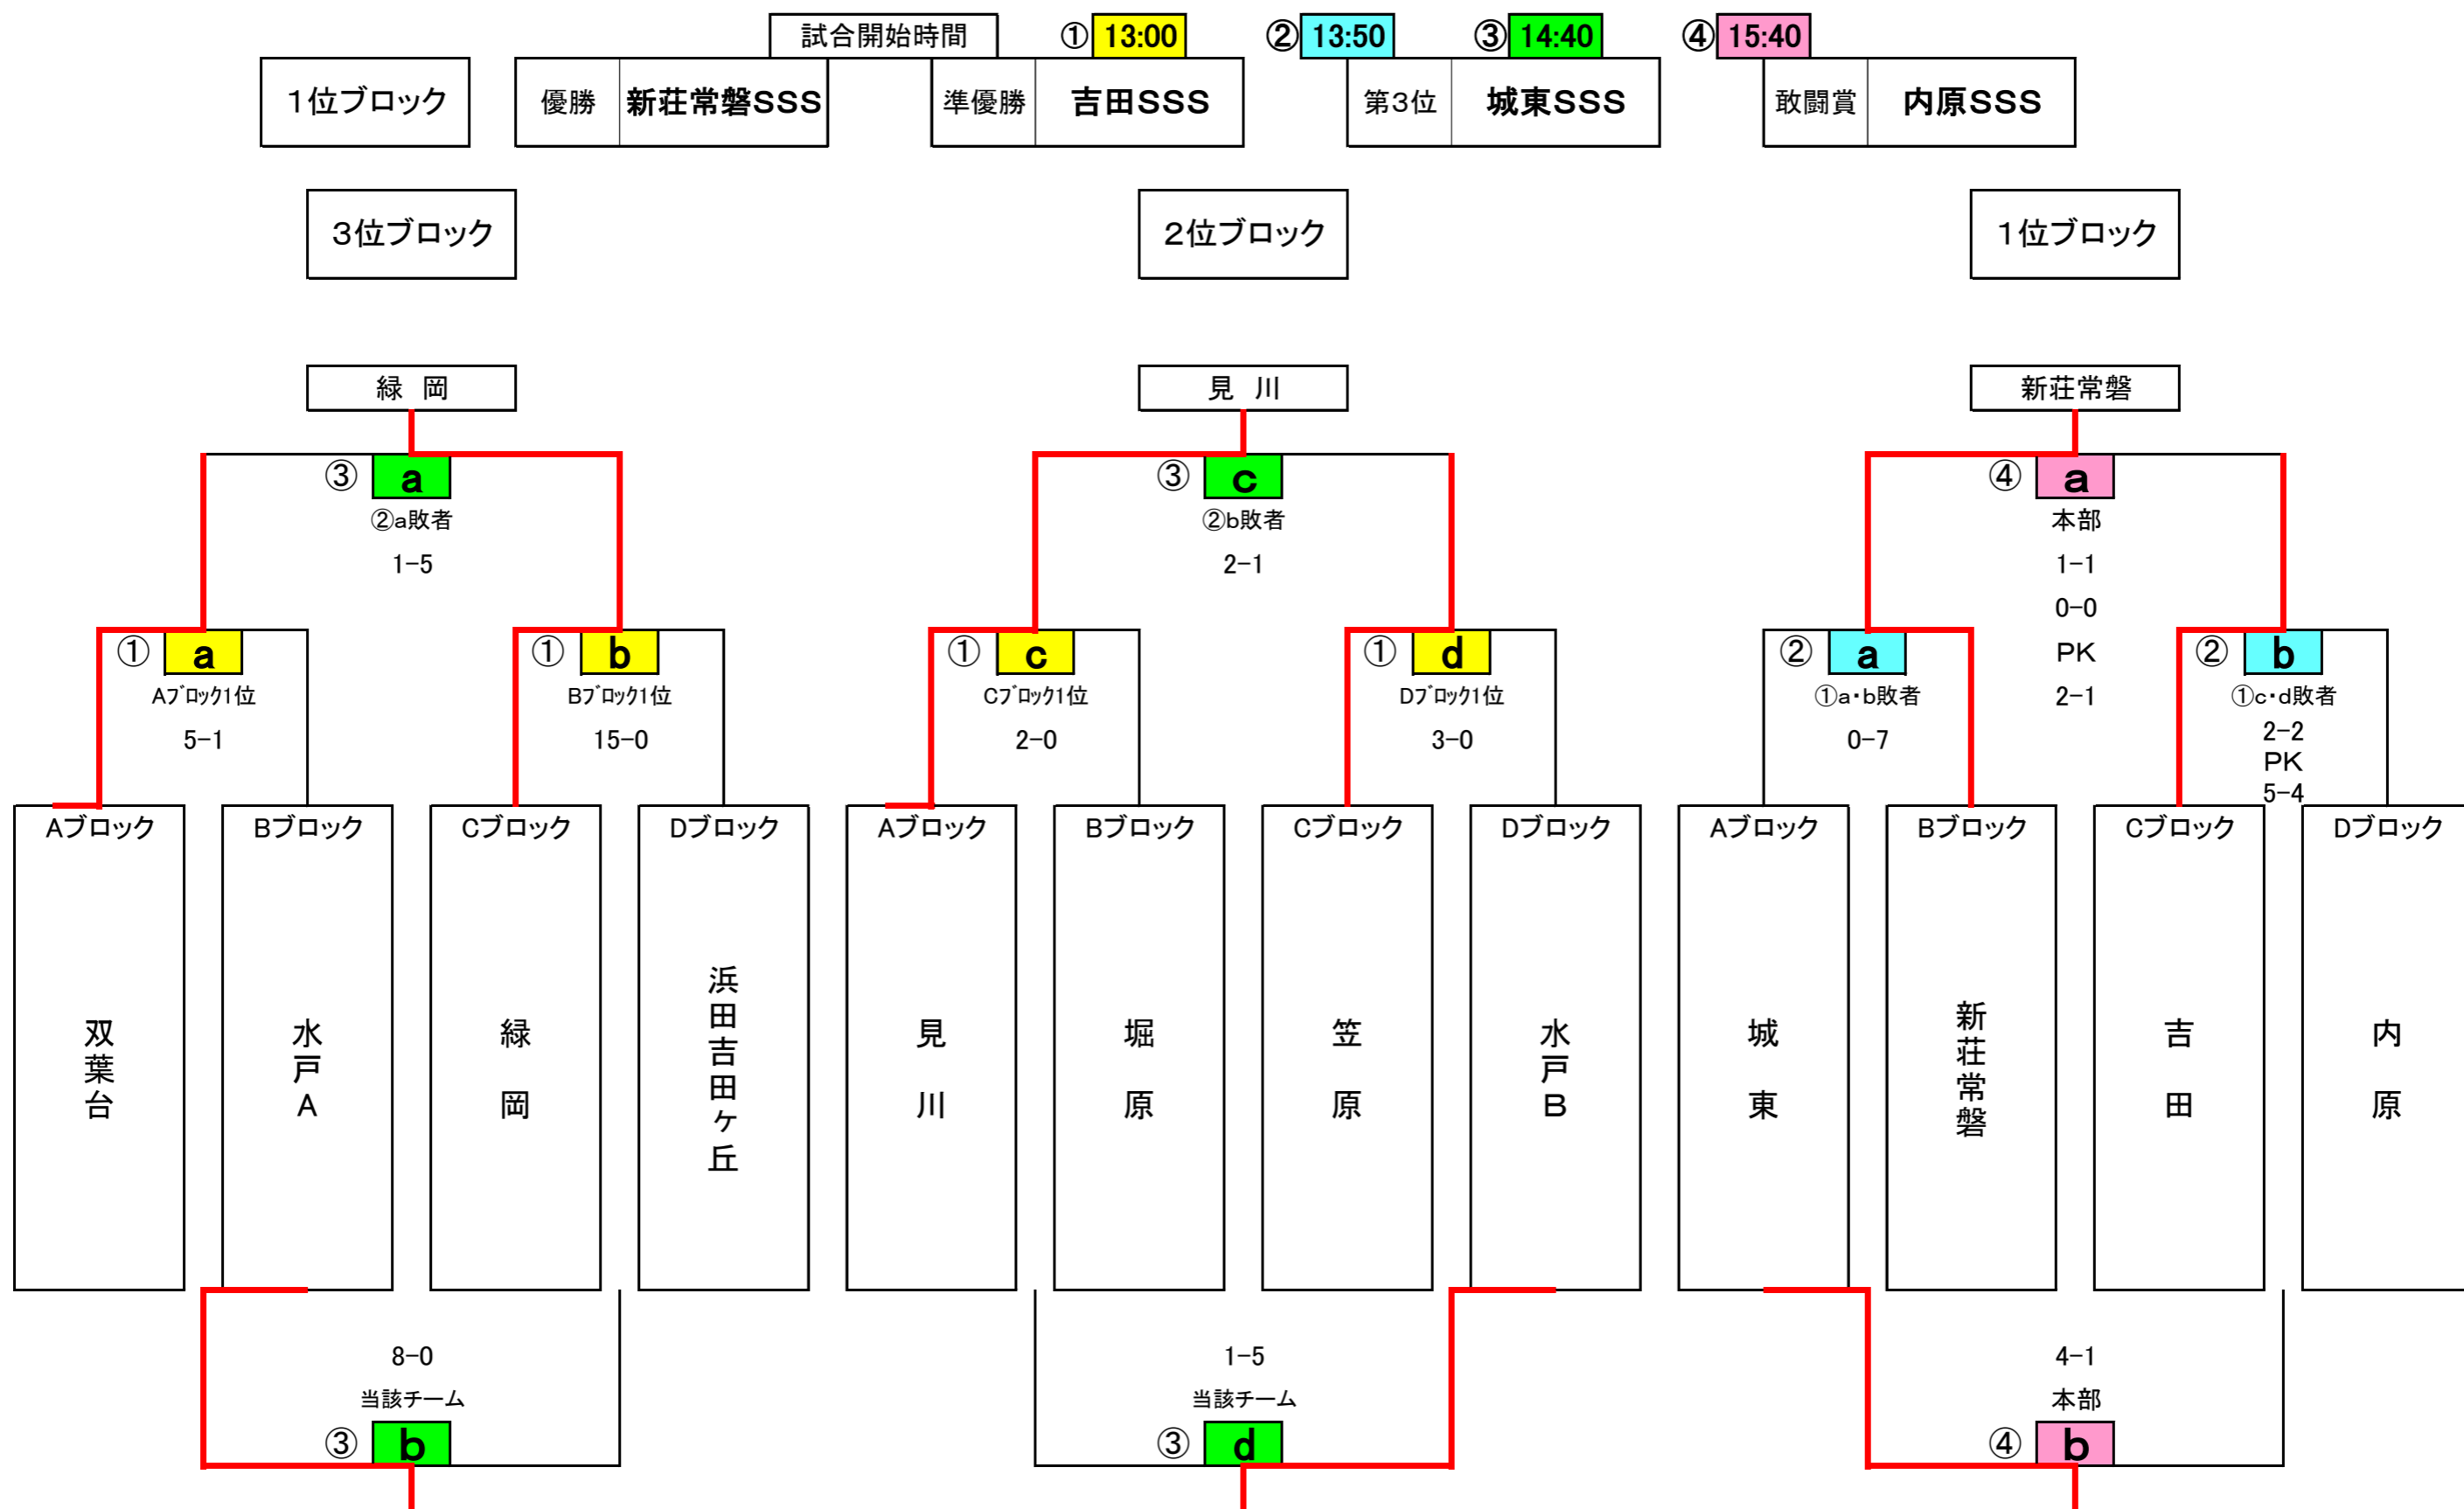 試合開始時間 ① 13:00 ② 13:50 ③ 14:40 ④ 15:40
1位ブロック 優勝 新荘常磐SSS 準優勝 吉田SSS 第3位 城東SSS 敢闘賞 内原SSS
3位ブロック 2位ブロック 1位ブロック
緑 岡 見 川 新荘常磐
③ a ③ c ④ a
②a敗者 ②b敗者 本部
1-5 2-1 1-1
0-0
① a ① b ① c ① d ② a PK ② b
Aブロック1位 Bブロック1位 Cブロック1位 Dブロック1位 ①a・b敗者 2-1 ①c・d敗者
5-1 15-0 2-0 3-0 0-7 2-2
PK
5-4
Aブロック Bブロック Cブロック Dブロック Aブロック Bブロック Cブロック Dブロック Aブロック Bブロック Cブロック Dブロック
双葉台
水戸A
緑岡
浜田吉田ヶ丘
見川
堀原
笠原
水戸B
城東
新荘常磐
吉田
内原
8-0 1-5 4-1
当該チーム 当該チーム 本部
③ b ③ d ④ b